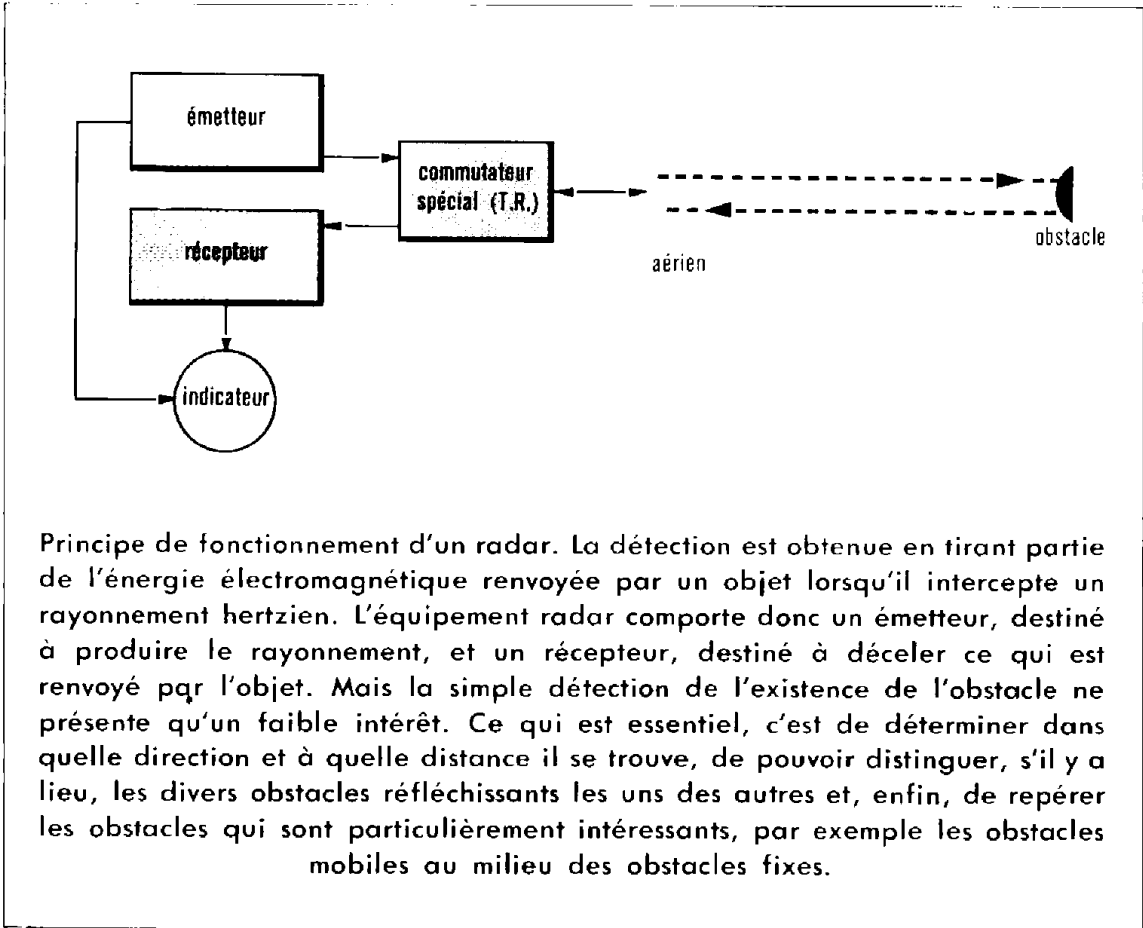 émetteur
commutateur
spécial (T.R.)
récepteur
aérien
obstacle
indicateur
Principe de fonctionnement d'un radar. La détection est obtenue en tirant partie
de l'énergie électromagnétique renvoyée par un objet lorsqu'il intercepte un
rayonnement hertzien. L'équipement radar comporte donc un émetteur, destiné
à produire le rayonnement, et un récepteur, destiné à déceler ce qui est
renvoyé pqr l'objet. Mais la simple détection de l'existence de l'obstacle ne
présente qu'un faible intérêt. Ce qui est essentiel, c'est de déterminer dans
quelle direction et à quelle distance il se trouve, de pouvoir distinguer, s'il y a
lieu, les divers obstacles réfléchissants les uns des autres et, enfin, de repérer
les obstacles qui sont particulièrement intéressants, par exemple les obstacles
mobiles au milieu des obstacles fixes.